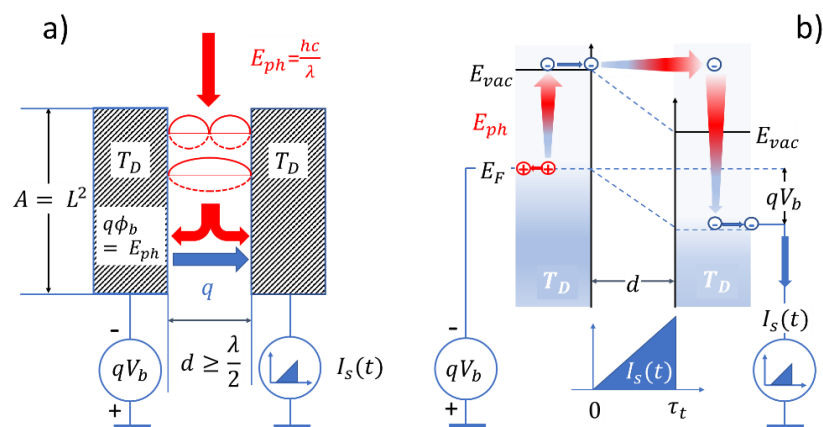 a)
E_ph = hc/λ
T_D
T_D
A = L²
qϕ_b
= E_ph
q
-
qV_b
+
d ≥ λ/2
I_s(t)
b)
E_vac
E_ph
E_F
E_vac
qV_b
T_D
d
T_D
-
qV_b
+
I_s(t)
0
τ_t
I_s(t)